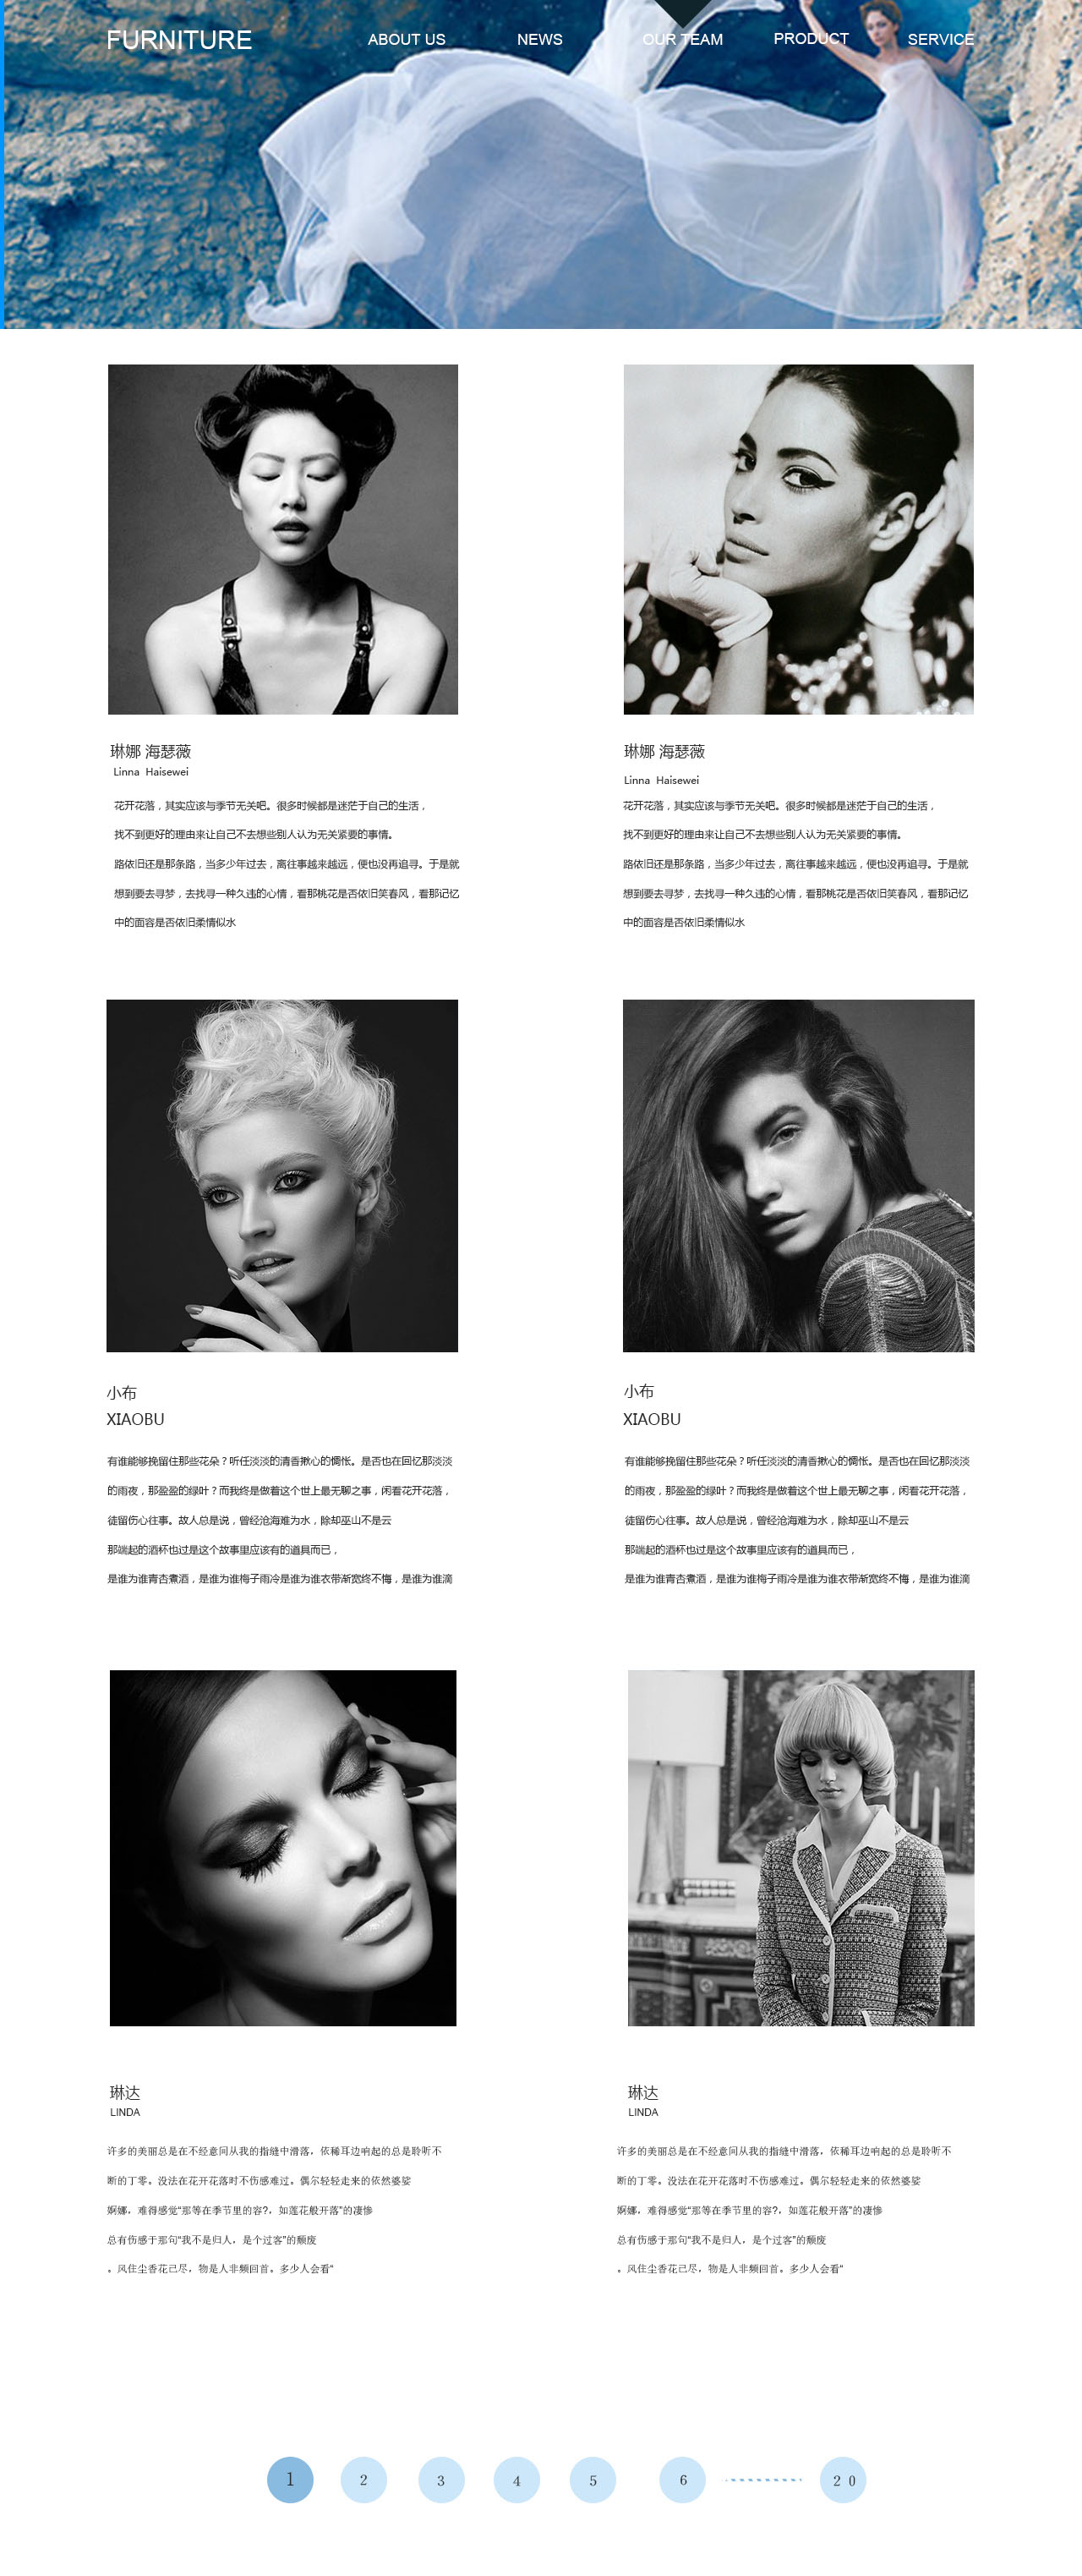 FURNITURE ABOUT US NEWS OUR TEAM PRODUCT SERVICE
琳娜 海瑟薇
Linna Haisewei
花开花落，其实应该与季节无关吧。很多时候都是迷茫于自己的生活，
找不到更好的理由来让自己不去想些别人认为无关紧要的事情。
路依旧还是那条路，当多少年过去，离往事越来越远，便也没再追寻。于是就
想到要去寻梦，去找寻一种久违的心情，看那桃花是否依旧笑春风，看那记忆
中的面容是否依旧柔情似水
琳娜 海瑟薇
Linna Haisewei
花开花落，其实应该与季节无关吧。很多时候都是迷茫于自己的生活，
找不到更好的理由来让自己不去想些别人认为无关紧要的事情。
路依旧还是那条路，当多少年过去，离往事越来越远，便也没再追寻。于是就
想到要去寻梦，去找寻一种久违的心情，看那桃花是否依旧笑春风，看那记忆
中的面容是否依旧柔情似水
小布
XIAOBU
有谁能够挽留住那些花朵？听任淡淡的清香揪心的惆怅。是否也在回忆那淡淡
的雨夜，那盈盈的绿叶？而我终是做着这个世上最无聊之事，闲看花开花落，
徒留伤心往事。故人总是说，曾经沧海难为水，除却巫山不是云
那端起的酒杯也过是这个故事里应该有的道具而已，
是谁为谁青杏煮酒，是谁为谁梅子雨冷是谁为谁衣带渐宽终不悔，是谁为谁滴
小布
XIAOBU
有谁能够挽留住那些花朵？听任淡淡的清香揪心的惆怅。是否也在回忆那淡淡
的雨夜，那盈盈的绿叶？而我终是做着这个世上最无聊之事，闲看花开花落，
徒留伤心往事。故人总是说，曾经沧海难为水，除却巫山不是云
那端起的酒杯也过是这个故事里应该有的道具而已，
是谁为谁青杏煮酒，是谁为谁梅子雨冷是谁为谁衣带渐宽终不悔，是谁为谁滴
琳达
LINDA
许多的美丽总是在不经意间从我的指缝中滑落，依稀耳边响起的总是聆听不
断的丁零。没法在花开花落时不伤感难过。偶尔轻轻走来的依然婆娑
婀娜，难得感觉“那等在季节里的容?，如莲花般开落”的凄惨
总有伤感于那句“我不是归人，是个过客”的颓废
。风住尘香花已尽，物是人非频回首。多少人会看“
琳达
LINDA
许多的美丽总是在不经意间从我的指缝中滑落，依稀耳边响起的总是聆听不
断的丁零。没法在花开花落时不伤感难过。偶尔轻轻走来的依然婆娑
婀娜，难得感觉“那等在季节里的容?，如莲花般开落”的凄惨
总有伤感于那句“我不是归人，是个过客”的颓废
。风住尘香花已尽，物是人非频回首。多少人会看“
1 2 3 4 5 6 20